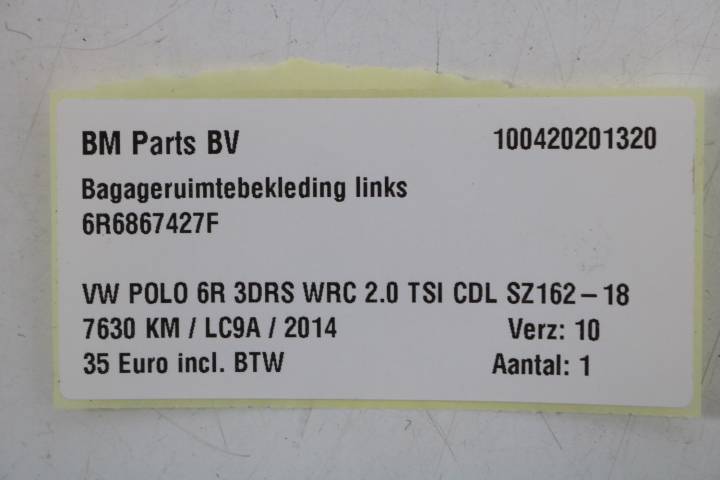 BM Parts BV 100420201320
Bagageruimtebekleding links
6R6867427F
VW POLO 6R 3DRS WRC 2.0 TSI CDL SZ162 – 18
7630 KM / LC9A / 2014 Verz: 10
35 Euro incl. BTW Aantal: 1